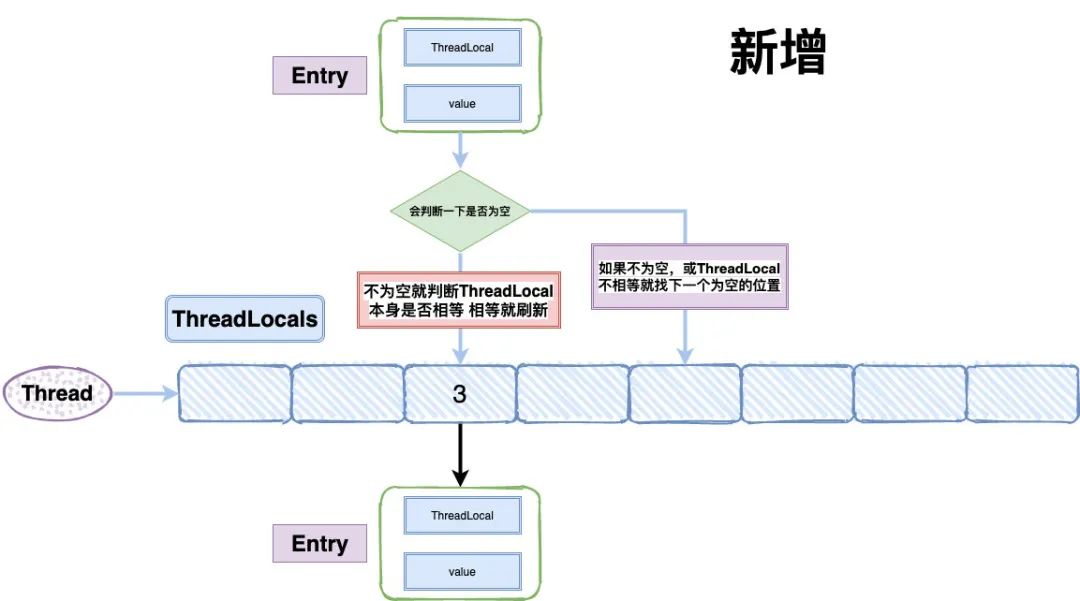 新增
ThreadLocal
Entry
value
会判断一下是否为空
如果不为空，或ThreadLocal
不相等就找下一个为空的位置
不为空就判断ThreadLocal
本身是否相等 相等就刷新
ThreadLocals
Thread
3
ThreadLocal
Entry
value